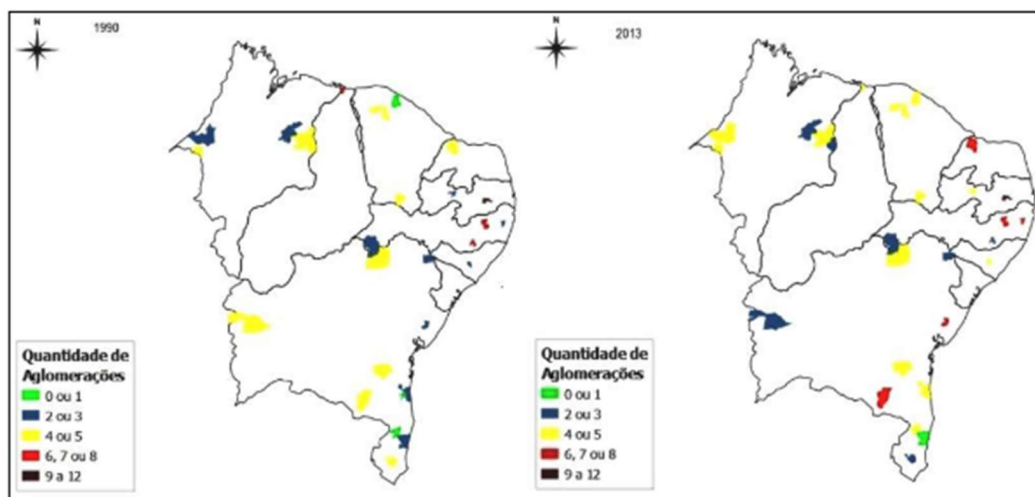 N
1990
Quantidade de
Aglomerações
0 ou 1
2 ou 3
4 ou 5
6, 7 ou 8
9 a 12
N
2013
Quantidade de
Aglomerações
0 ou 1
2 ou 3
4 ou 5
6, 7 ou 8
9 a 12